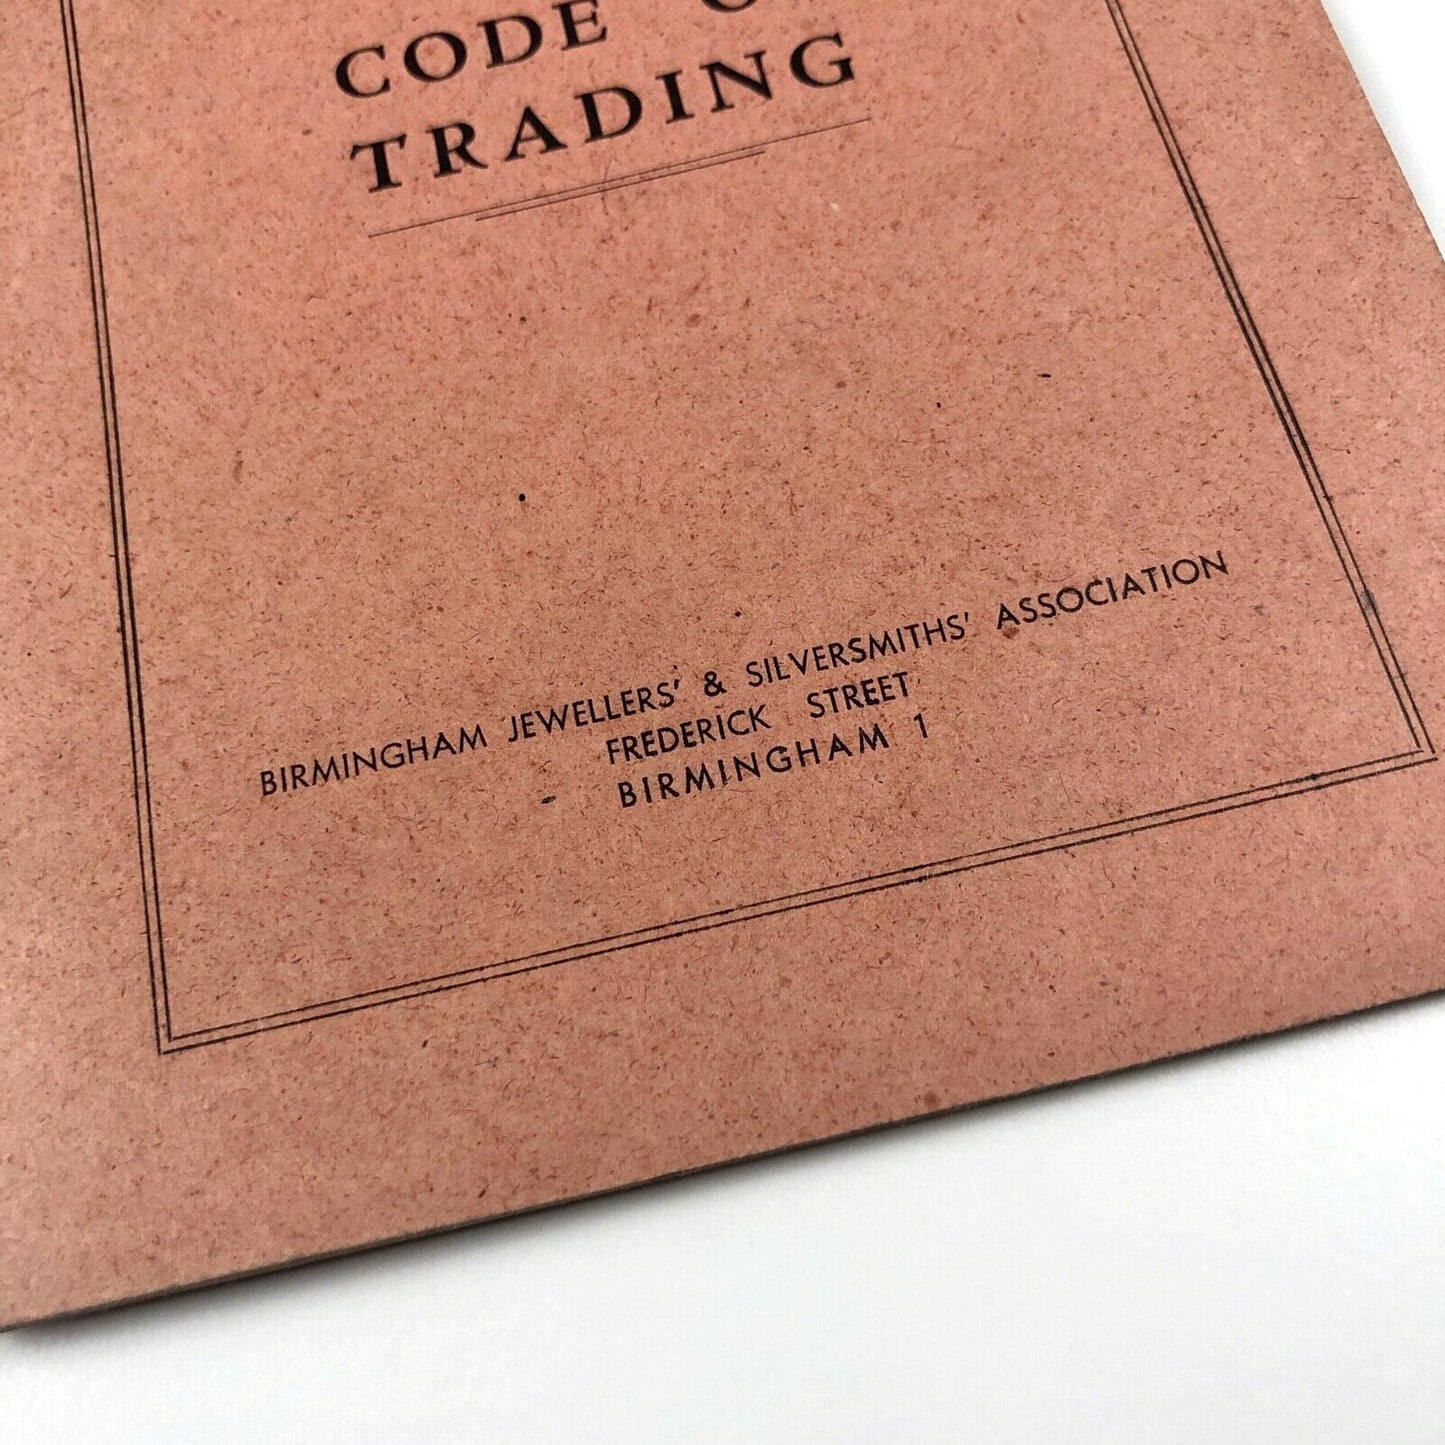 CODE
TRADING
BIRMINGHAM JEWELLERS' & SILVERSMITHS' ASSOCIATION
FREDERICK STREET
BIRMINGHAM 1